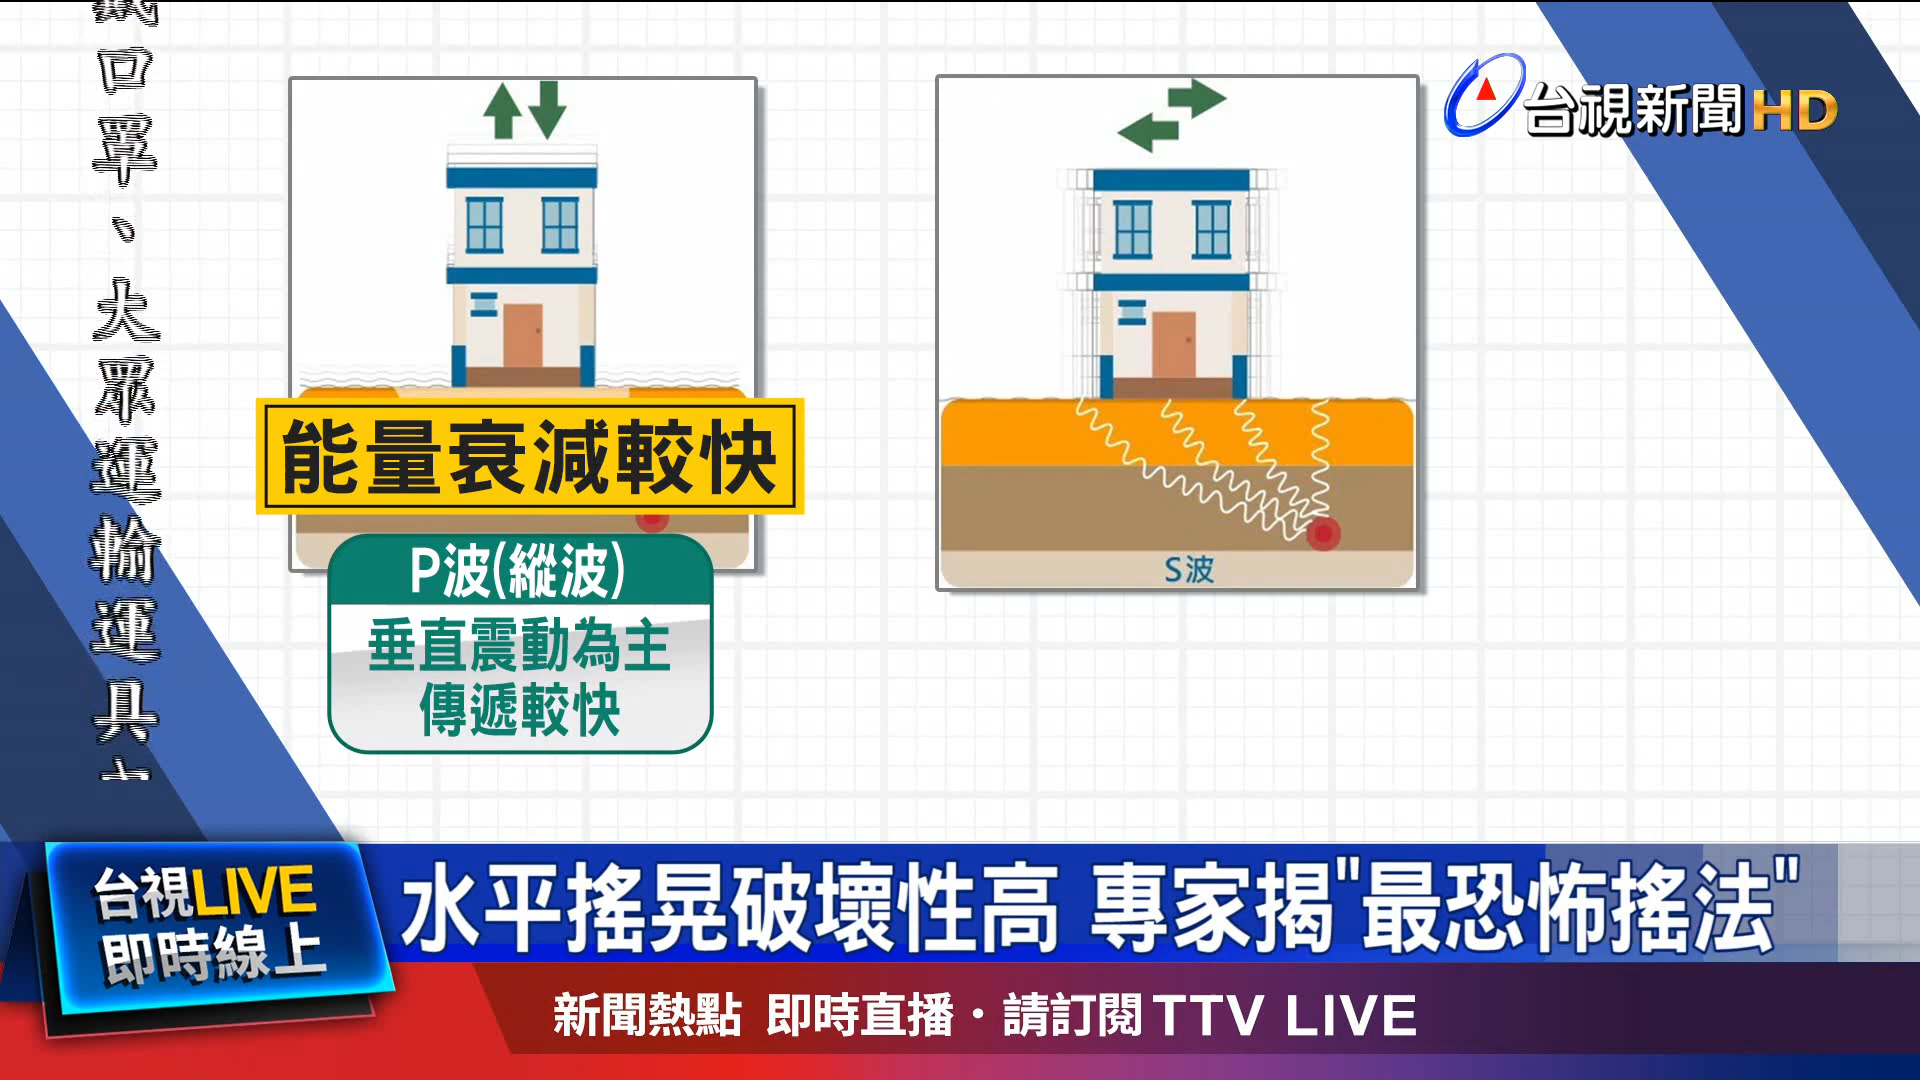 口罩、大眾運輸運具
台視新聞HD
能量衰減較快
P波(縱波)
垂直震動為主
傳遞較快
S波
台視LIVE
即時線上
水平搖晃破壞性高 專家揭"最恐怖搖法"
新聞熱點 即時直播・請訂閱TTV LIVE